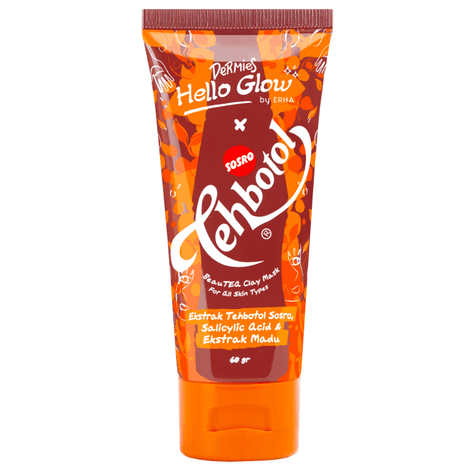 DERMIES
Hello Glow
by ERHA
×
SOSRO
Tehbotol
®
BeauTEA Clay Mask
For All Skin Types
Ekstrak Tehbotol Sosro,
Salicylic Acid &
Ekstrak Madu
60 gr